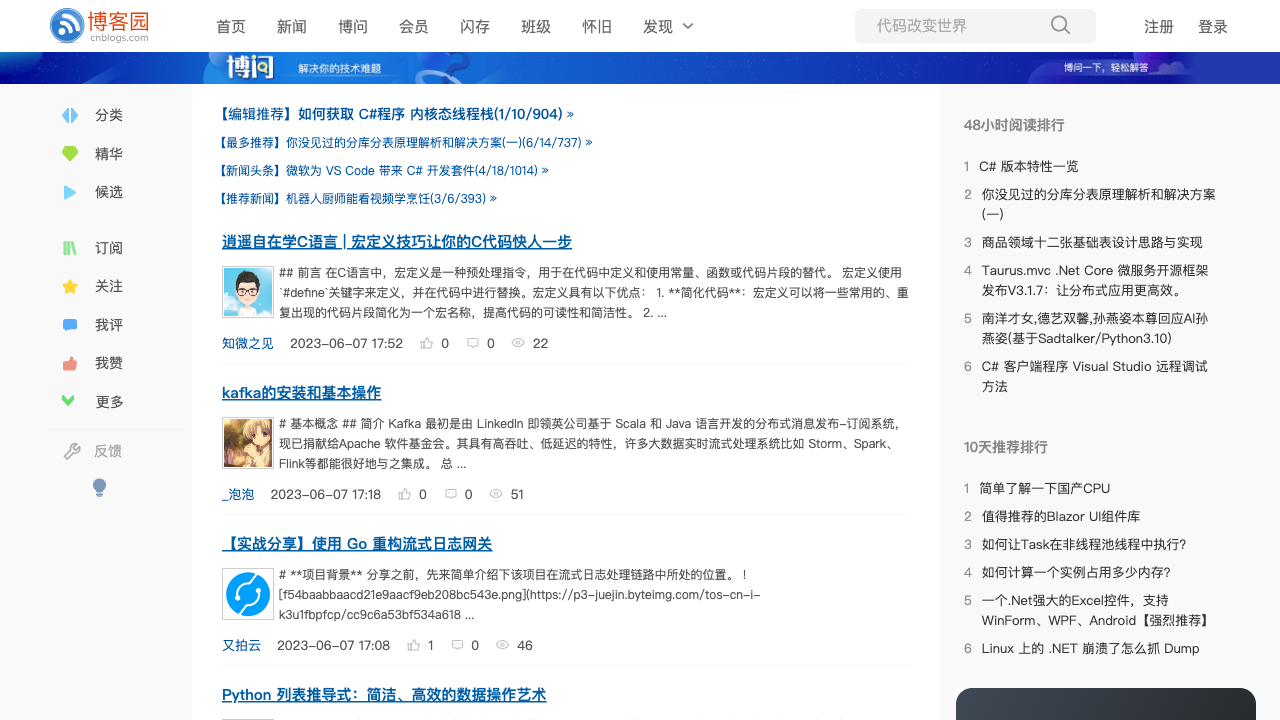 博客园
cnblogs.com
首页 新闻 博问 会员 闪存 班级 怀旧 发现
代码改变世界
注册 登录
博问 解决你的技术难题 博问一下，轻松解答
分类
精华
候选
订阅
关注
我评
我赞
更多
反馈
【编辑推荐】如何获取 C#程序 内核态线程栈(1/10/904) »
【最多推荐】你没见过的分库分表原理解析和解决方案(一)(6/14/737) »
【新闻头条】微软为 VS Code 带来 C# 开发套件(4/18/1014) »
【推荐新闻】机器人厨师能看视频学烹饪(3/6/393) »
逍遥自在学C语言 | 宏定义技巧让你的C代码快人一步
## 前言 在C语言中，宏定义是一种预处理指令，用于在代码中定义和使用常量、函数或代码片段的替代。 宏定义使用
`#define`关键字来定义，并在代码中进行替换。宏定义具有以下优点： 1. **简化代码**：宏定义可以将一些常用的、重
复出现的代码片段简化为一个宏名称，提高代码的可读性和简洁性。 2. ...
知微之见 2023-06-07 17:52 0 0 22
kafka的安装和基本操作
# 基本概念 ## 简介 Kafka 最初是由 LinkedIn 即领英公司基于 Scala 和 Java 语言开发的分布式消息发布-订阅系统，
现已捐献给Apache 软件基金会。其具有高吞吐、低延迟的特性，许多大数据实时流式处理系统比如 Storm、Spark、
Flink等都能很好地与之集成。 总 ...
_泡泡 2023-06-07 17:18 0 0 51
【实战分享】使用 Go 重构流式日志网关
# **项目背景** 分享之前，先来简单介绍下该项目在流式日志处理链路中所处的位置。 !
[f54baabbaacd21e9aacf9eb208bc543e.png](https://p3-juejin.byteimg.com/tos-cn-i-
k3u1fbpfcp/cc9c6a53bf534a618 ...
又拍云 2023-06-07 17:08 1 0 46
Python 列表推导式：简洁、高效的数据操作艺术
48小时阅读排行
1 C# 版本特性一览
2 你没见过的分库分表原理解析和解决方案
(一)
3 商品领域十二张基础表设计思路与实现
4 Taurus.mvc .Net Core 微服务开源框架
发布V3.1.7：让分布式应用更高效。
5 南洋才女,德艺双馨,孙燕姿本尊回应AI孙
燕姿(基于Sadtalker/Python3.10)
6 C# 客户端程序 Visual Studio 远程调试
方法
10天推荐排行
1 简单了解一下国产CPU
2 值得推荐的Blazor UI组件库
3 如何让Task在非线程池线程中执行？
4 如何计算一个实例占用多少内存？
5 一个.Net强大的Excel控件，支持
WinForm、WPF、Android【强烈推荐】
6 Linux 上的 .NET 崩溃了怎么抓 Dump